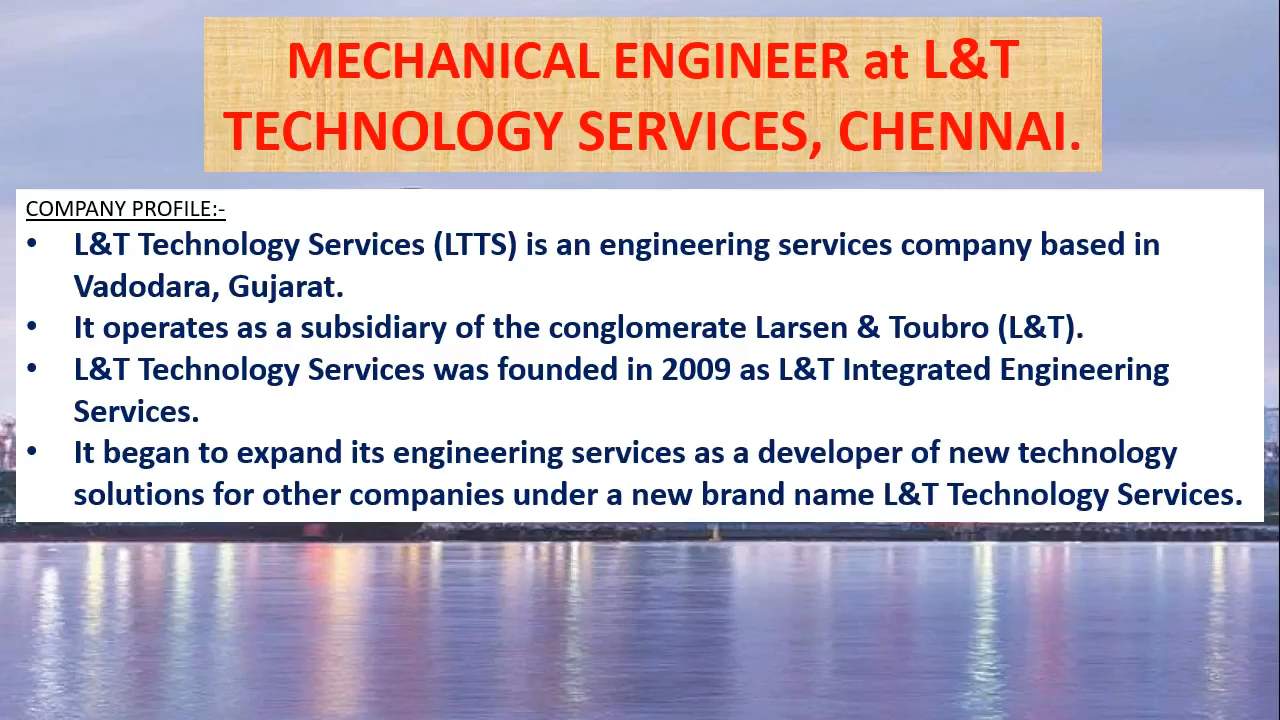 MECHANICAL ENGINEER at L&T
TECHNOLOGY SERVICES, CHENNAI.
COMPANY PROFILE:-
• L&T Technology Services (LTTS) is an engineering services company based in
Vadodara, Gujarat.
• It operates as a subsidiary of the conglomerate Larsen & Toubro (L&T).
• L&T Technology Services was founded in 2009 as L&T Integrated Engineering
Services.
• It began to expand its engineering services as a developer of new technology
solutions for other companies under a new brand name L&T Technology Services.